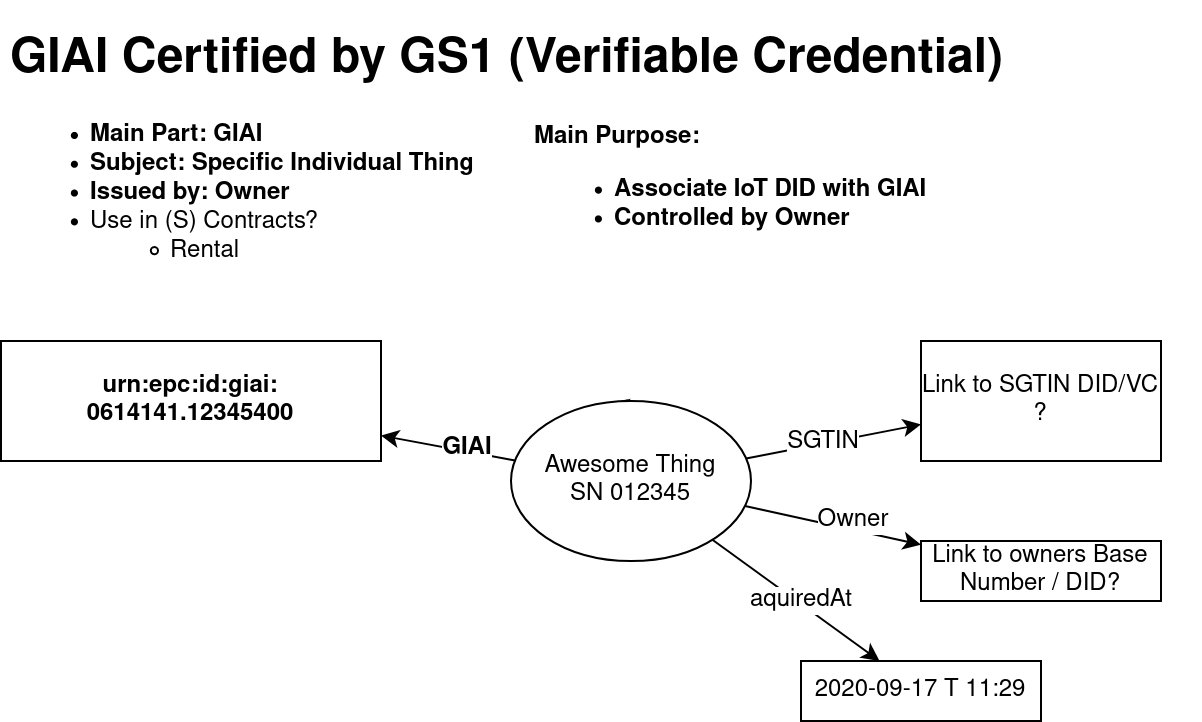 GIAI Certified by GS1 (Verifiable Credential)
Main Part: GIAI
Subject: Specific Individual Thing
Issued by: Owner
Use in (S) Contracts?
Rental
Main Purpose:
Associate IoT DID with GIAI
Controlled by Owner
urn:epc:id:giai:
0614141.12345400
GIAI
Awesome Thing
SN 012345
SGTIN
Link to SGTIN DID/VC
?
Owner
Link to owners Base
Number / DID?
aquiredAt
2020-09-17 T 11:29